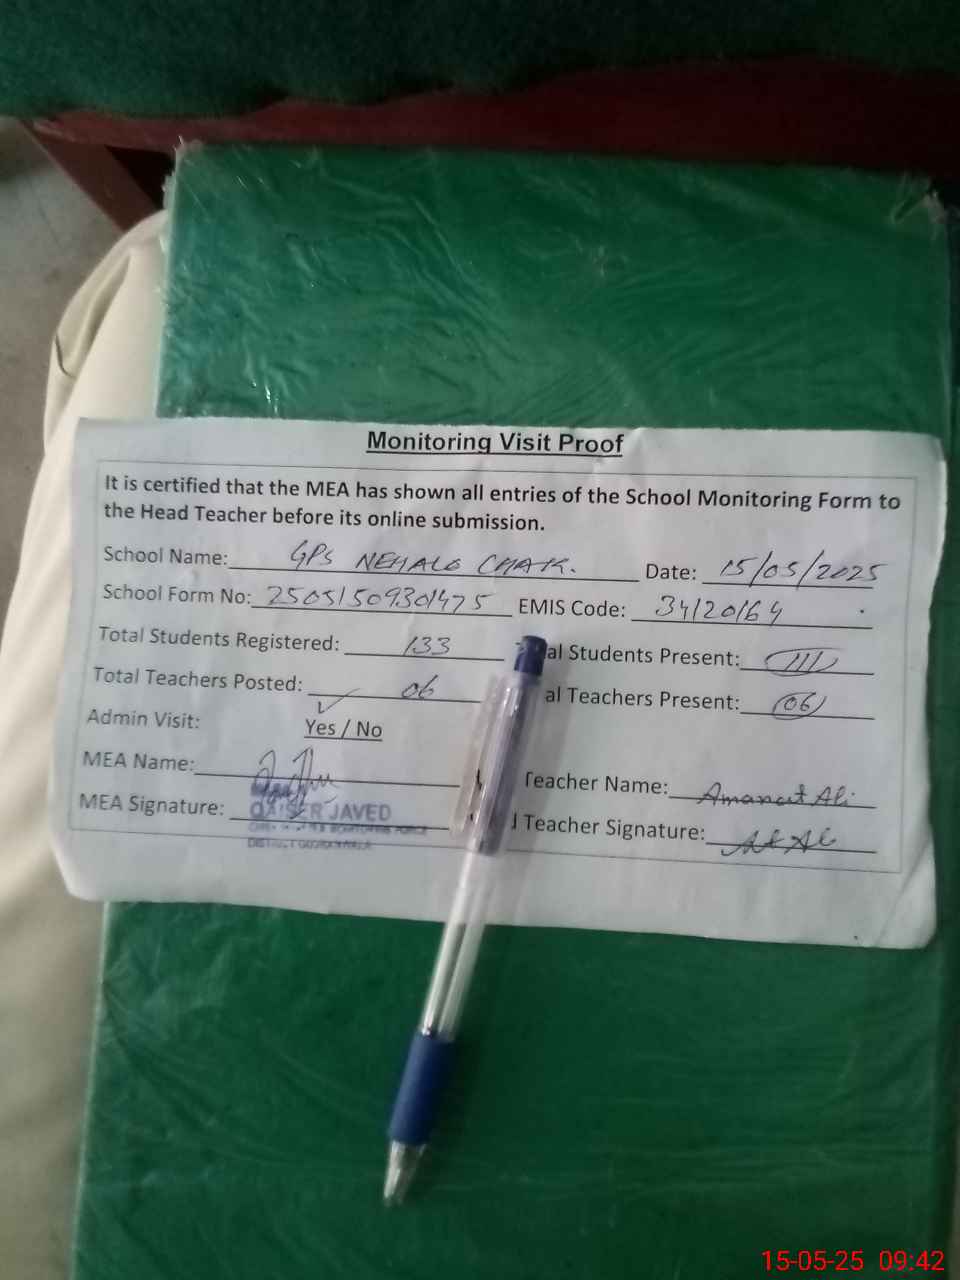 Monitoring Visit Proof
It is certified that the MEA has shown all entries of the School Monitoring Form to
the Head Teacher before its online submission.
School Name: GPS NEHALO CHAK. Date: 15/05/2025
School Form No: 25051509301475 EMIS Code: 34120164
Total Students Registered: 133 al Students Present: 111
Total Teachers Posted: 06 al Teachers Present: 06
Admin Visit: Yes / No
MEA Name: Teacher Name: Amanat Ali
MEA Signature: Teacher Signature:
QAISER JAVED
DISTRICT GUJRANWALA
15-05-25 09:42